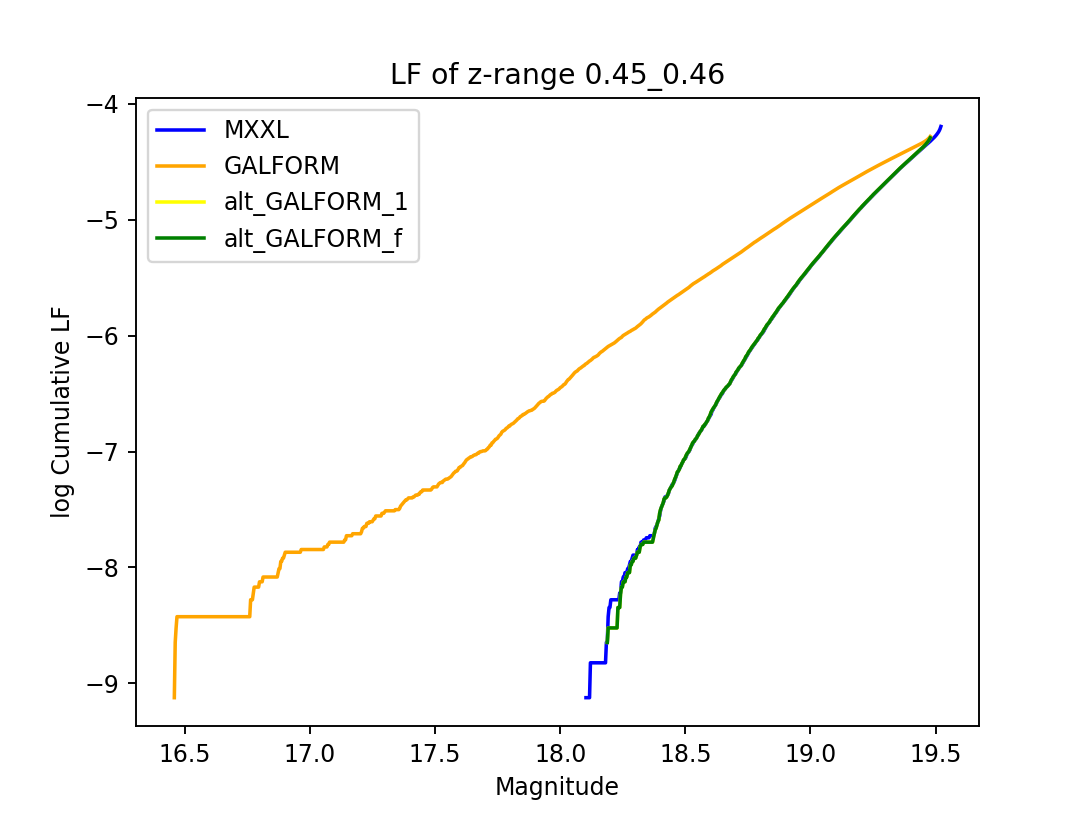 LF of z-range 0.45_0.46
MXXL
GALFORM
alt_GALFORM_1
alt_GALFORM_f
log Cumulative LF
−4
−5
−6
−7
−8
−9
16.5 17.0 17.5 18.0 18.5 19.0 19.5
Magnitude